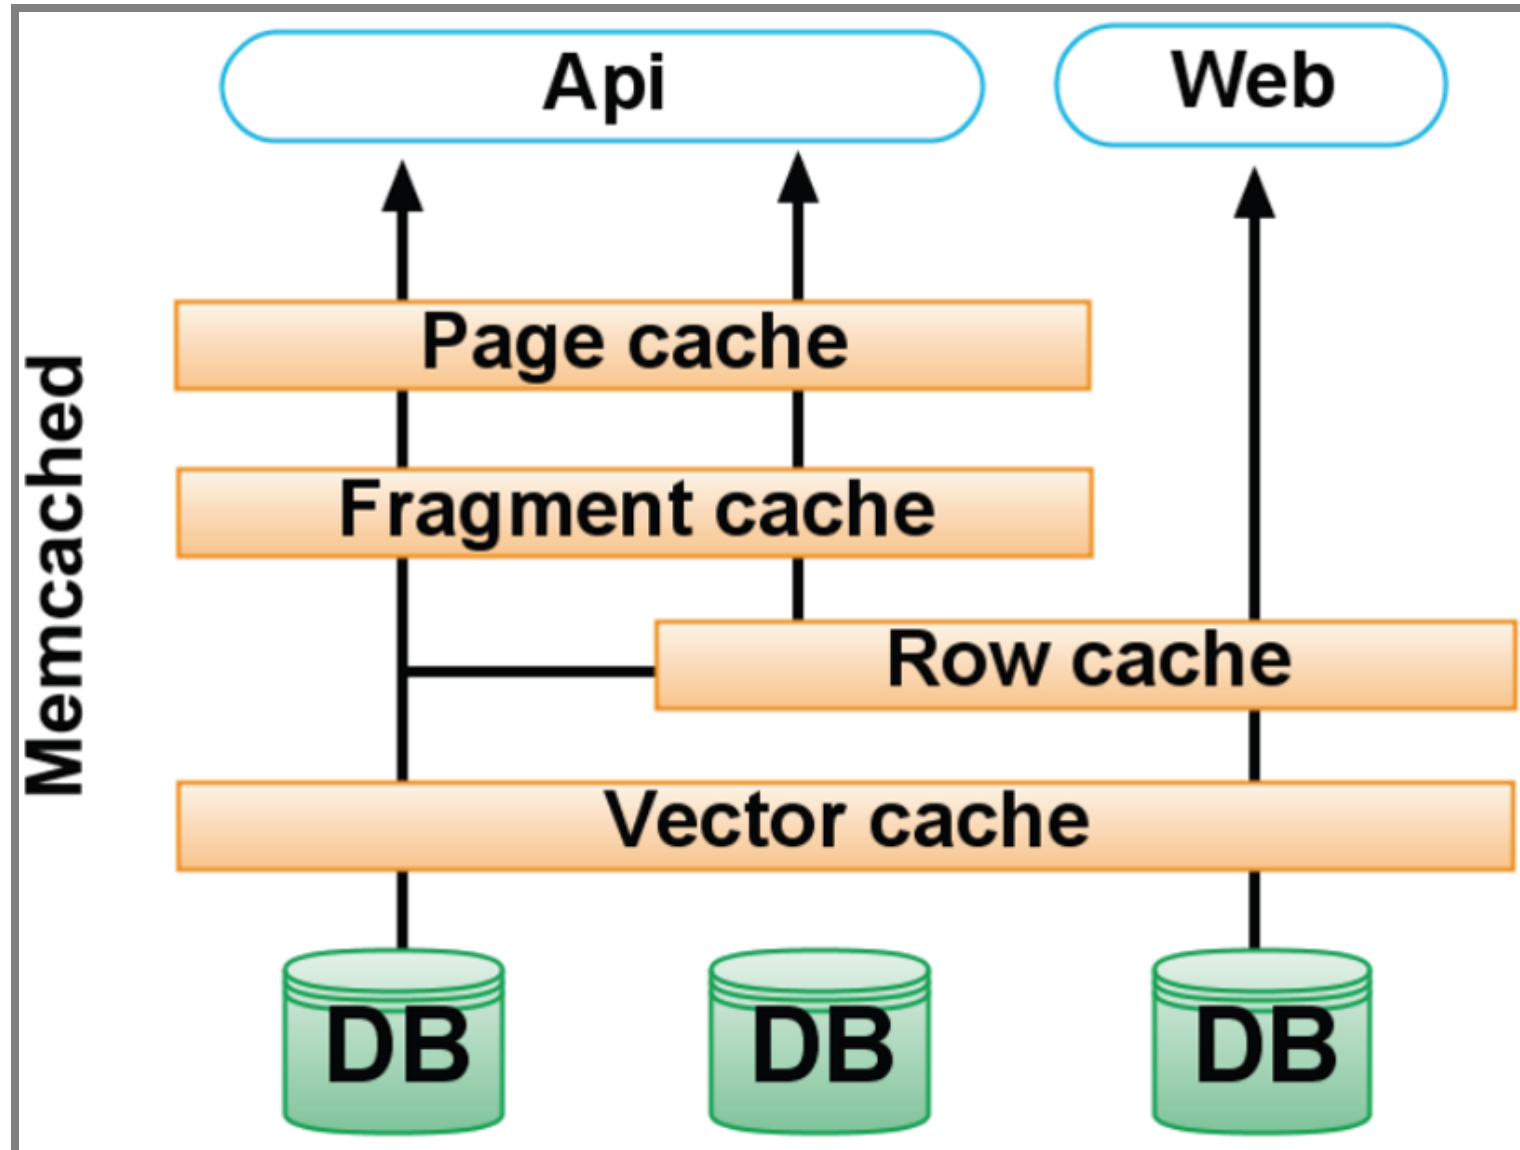 Api
Web
Page cache
Fragment cache
Row cache
Vector cache
Memcached
DB
DB
DB